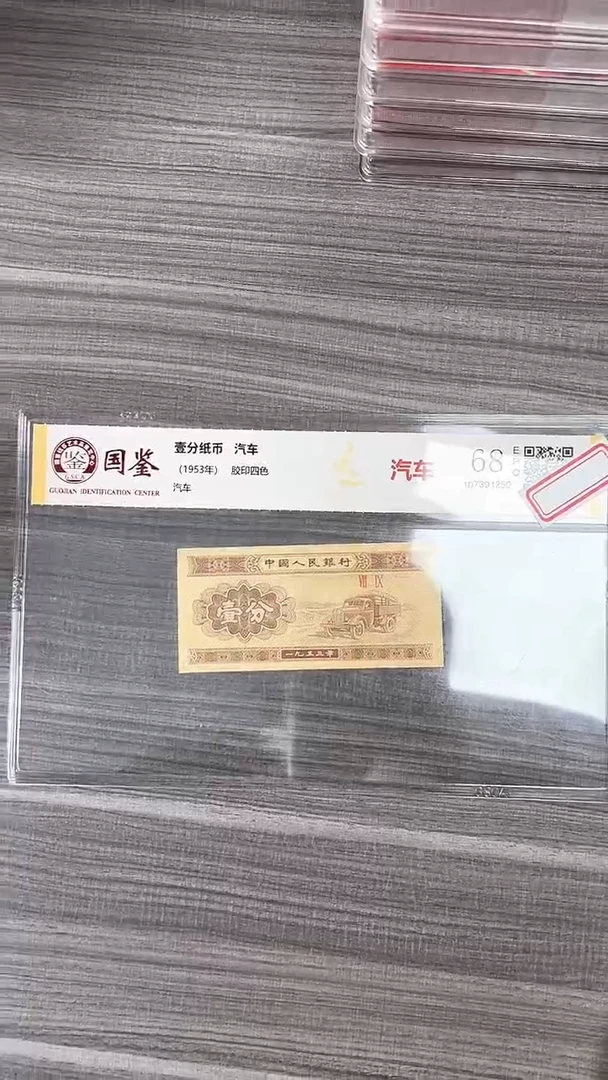 国鉴
GUOJIAN IDENTIFICATION CENTER
G.S.C.A
壹分纸币 汽车
(1953年) 胶印四色
汽车
汽车
68
E
P
Q
中國人民銀行
VII IX
壹分
一九五三年